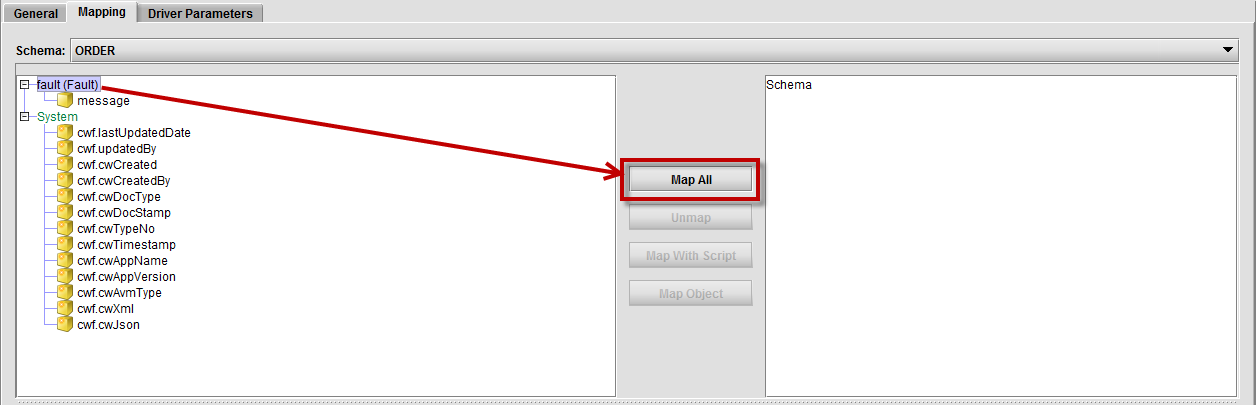 General Mapping Driver Parameters
Schema: ORDER
fault (Fault)
message
System
cwf.lastUpdatedDate
cwf.updatedBy
cwf.cwCreated
cwf.cwCreatedBy
cwf.cwDocType
cwf.cwDocStamp
cwf.cwTypeNo
cwf.cwTimestamp
cwf.cwAppName
cwf.cwAppVersion
cwf.cwAvmType
cwf.cwXml
cwf.cwJson
Map All
Unmap
Map With Script
Map Object
Schema